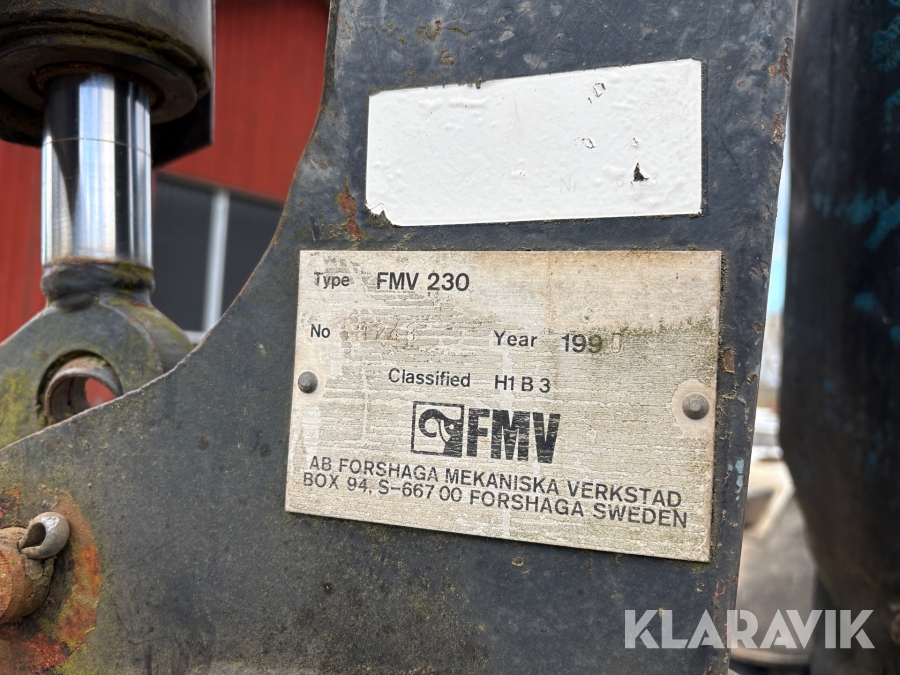 Type FMV 230
No Year 1990
Classified H1 B 3
FMV
AB FORSHAGA MEKANISKA VERKSTAD
BOX 94, S-667 00 FORSHAGA SWEDEN
KLARAVIK